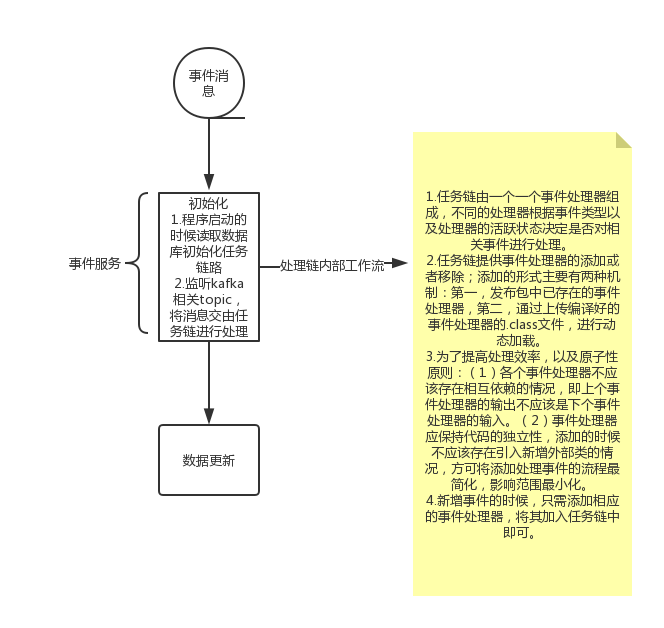 事件消
息
初始化
1.程序启动的
时候读取数据
库初始化任务
链路
2.监听kafka
相关topic，
将消息交由任
务链进行处理
事件服务
处理链内部工作流
数据更新
1.任务链由一个一个事件处理器组
成，不同的处理器根据事件类型以
及处理器的活跃状态决定是否对相
关事件进行处理。
2.任务链提供事件处理器的添加或
者移除；添加的形式主要有两种机
制：第一，发布包中已存在的事件
处理器，第二，通过上传编译好的
事件处理器的.class文件，进行动
态加载。
3.为了提高处理效率，以及原子性
原则：（1）各个事件处理器不应
该存在相互依赖的情况，即上个事
件处理器的输出不应该是下个事件
处理器的输入。（2）事件处理器
应保持代码的独立性，添加的时候
不应该存在引入新增外部类的情
况，方可将添加处理事件的流程最
简化，影响范围最小化。
4.新增事件的时候，只需添加相应
的事件处理器，将其加入任务链中
即可。